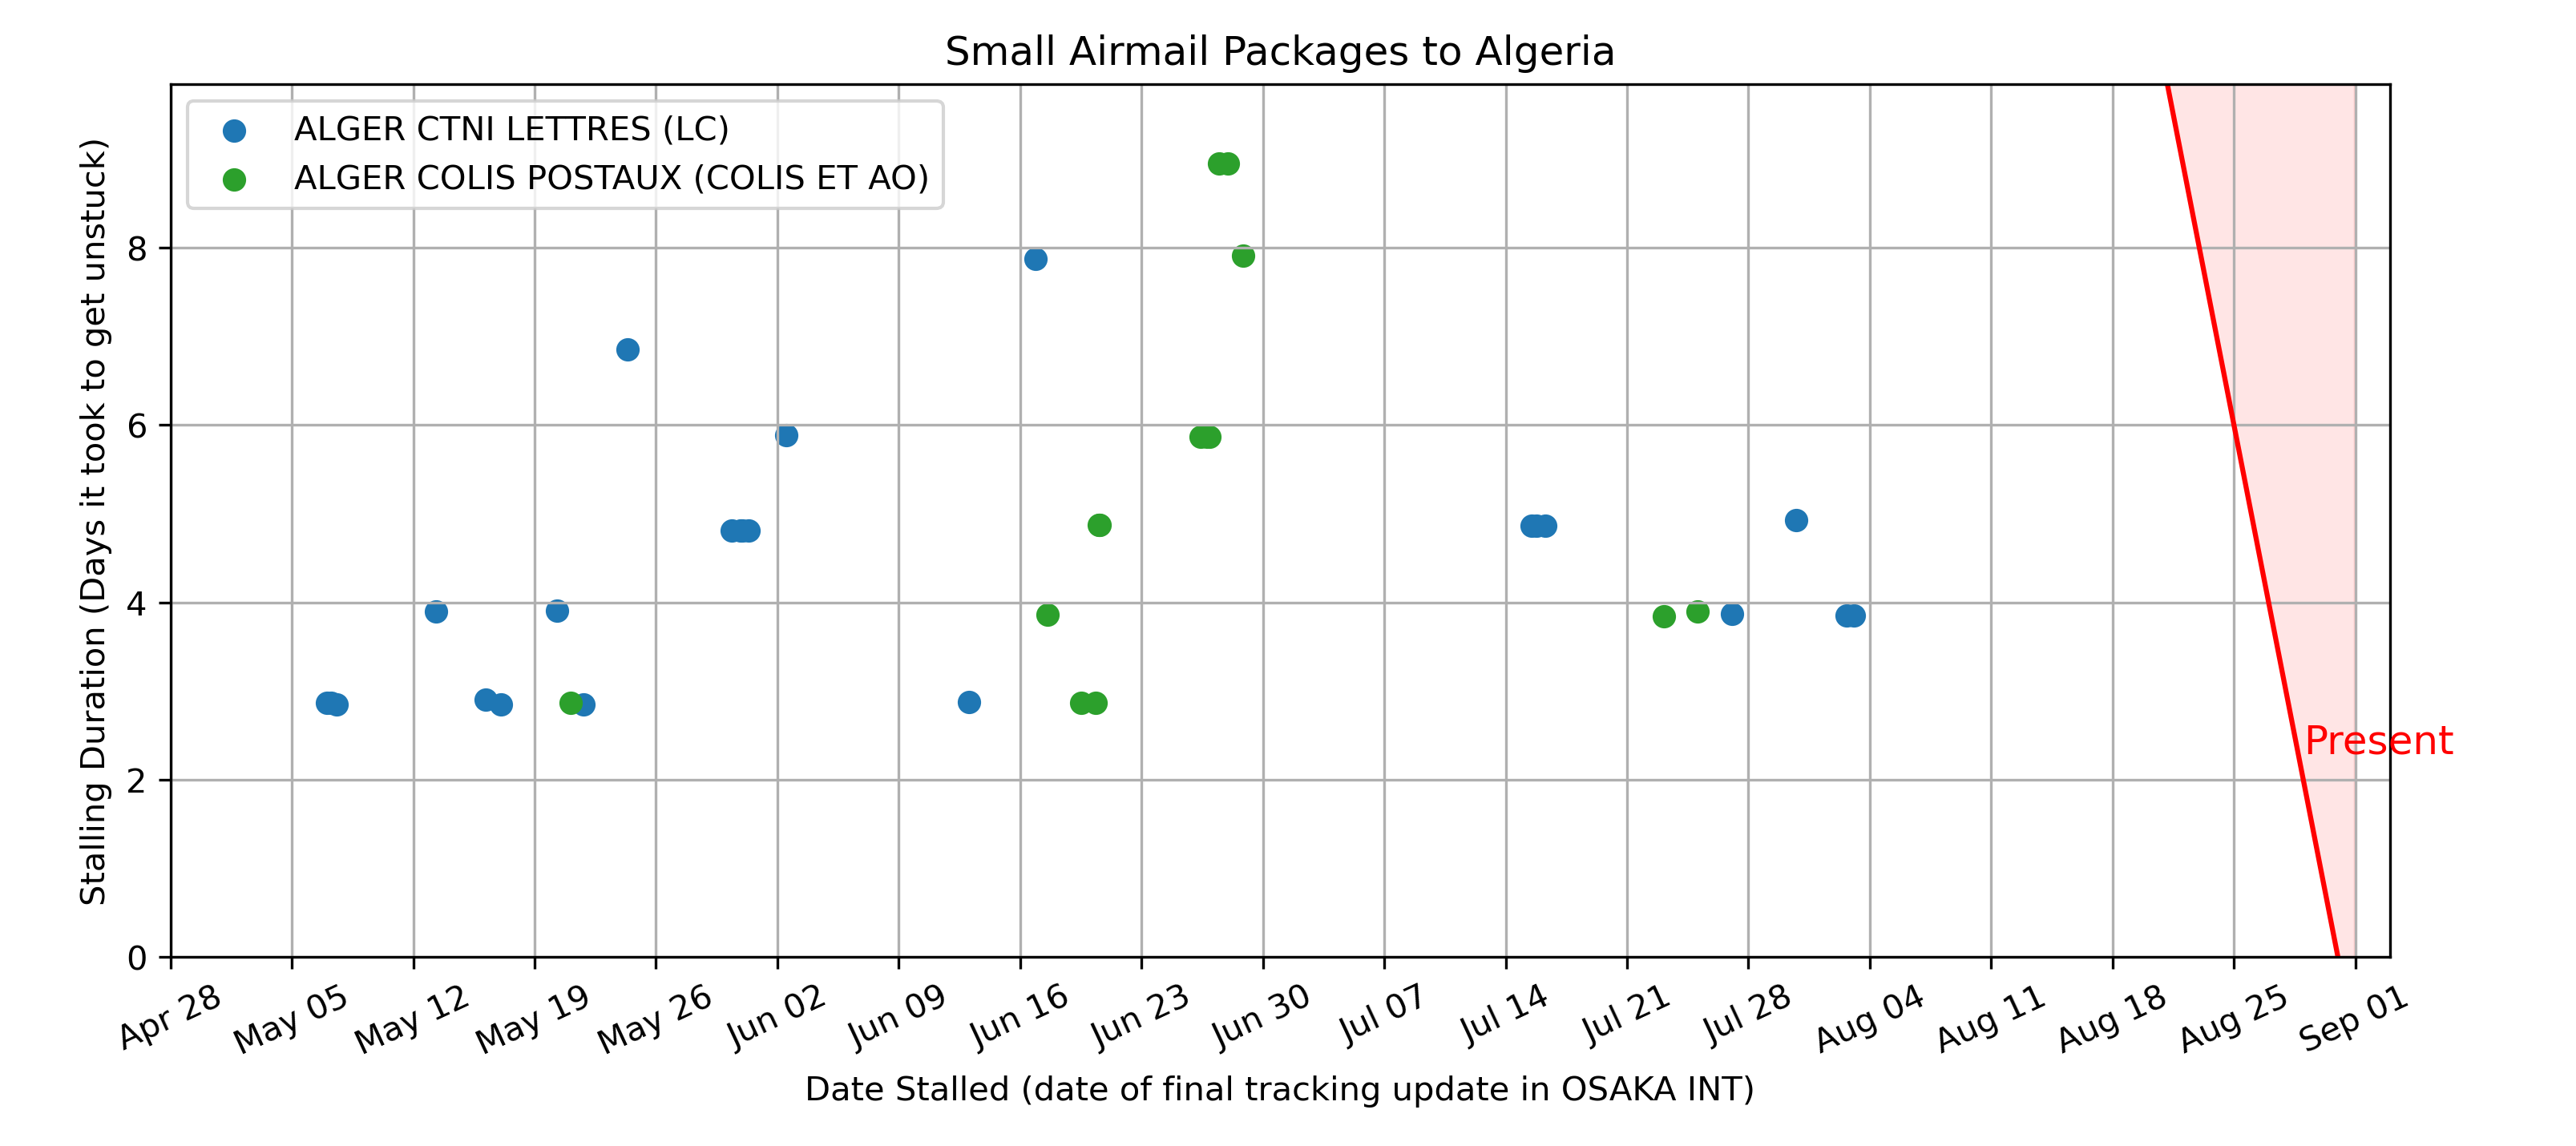 Small Airmail Packages to Algeria
ALGER CTNI LETTRES (LC)
ALGER COLIS POSTAUX (COLIS ET AO)
Stalling Duration (Days it took to get unstuck)
8
6
4
2
0
Present
Apr 28
May 05
May 12
May 19
May 26
Jun 02
Jun 09
Jun 16
Jun 23
Jun 30
Jul 07
Jul 14
Jul 21
Jul 28
Aug 04
Aug 11
Aug 18
Aug 25
Sep 01
Date Stalled (date of final tracking update in OSAKA INT)